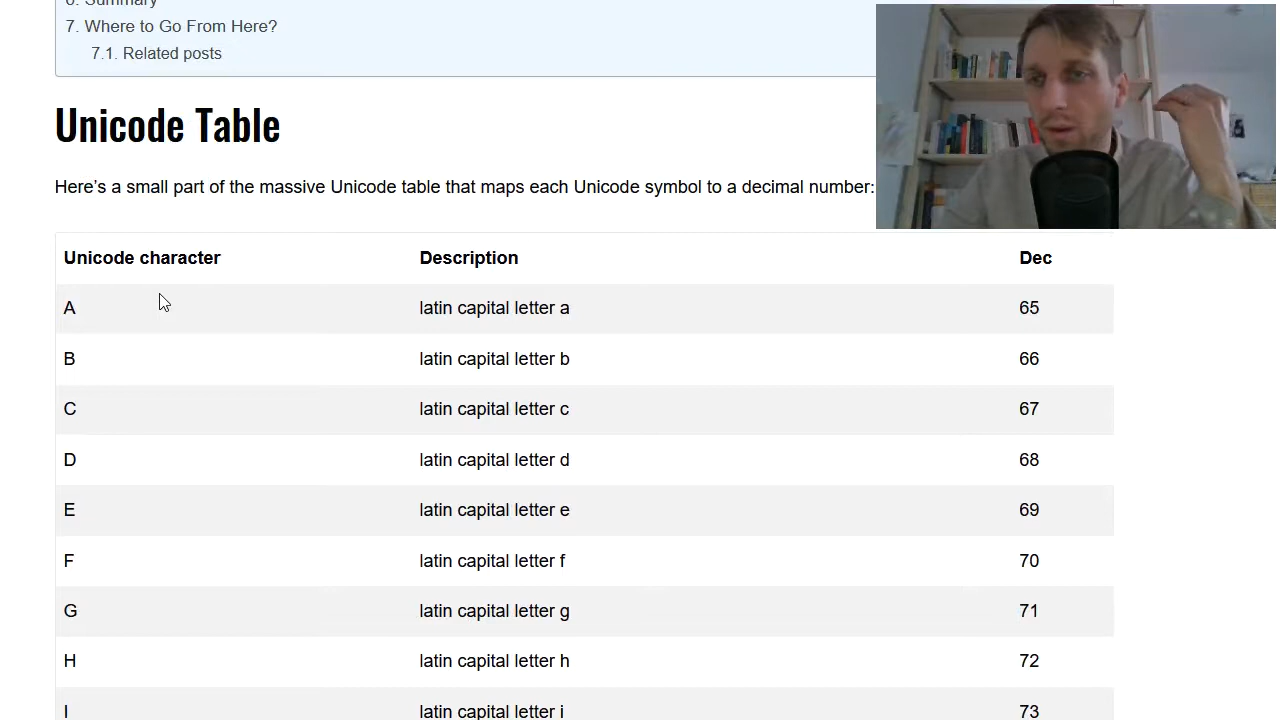 6. Summary
7. Where to Go From Here?
7.1. Related posts
Unicode Table
Here's a small part of the massive Unicode table that maps each Unicode symbol to a decimal number:
Unicode character Description Dec
A latin capital letter a 65
B latin capital letter b 66
C latin capital letter c 67
D latin capital letter d 68
E latin capital letter e 69
F latin capital letter f 70
G latin capital letter g 71
H latin capital letter h 72
I latin capital letter i 73